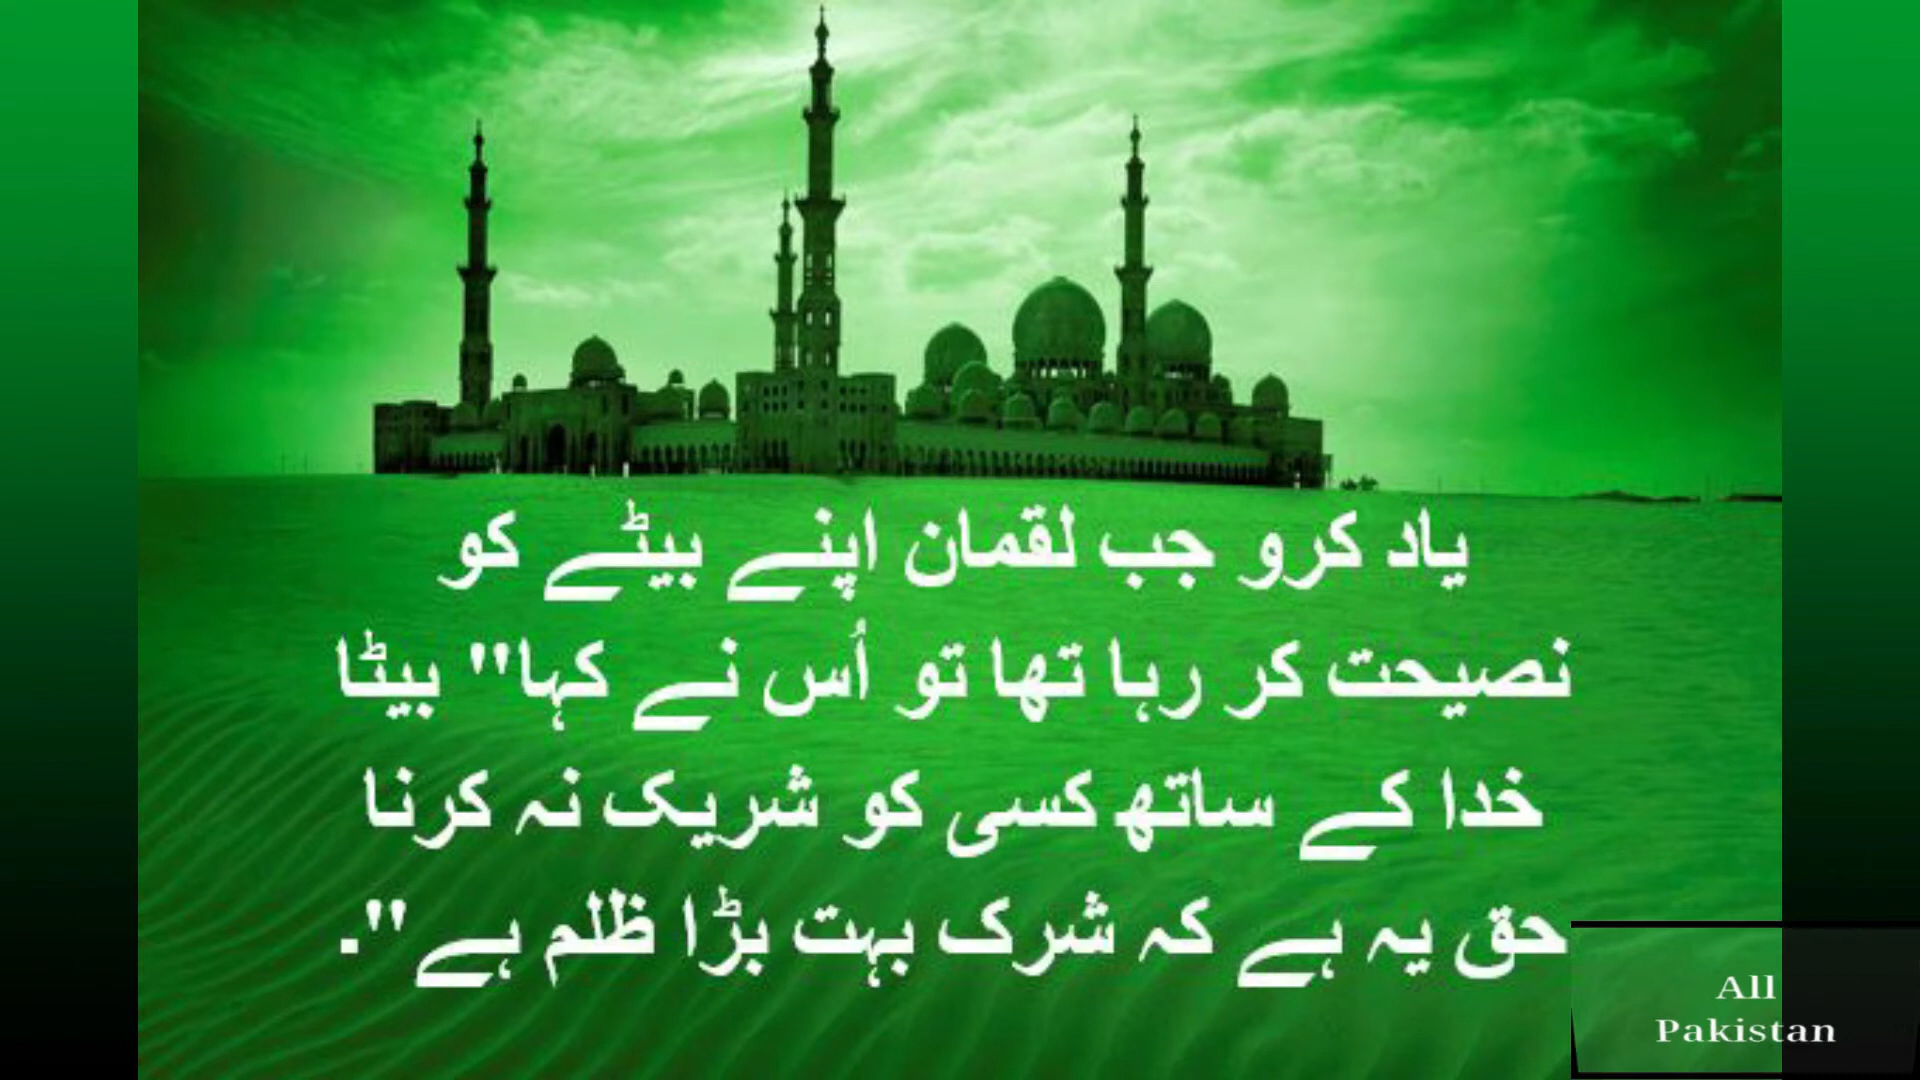 یاد کرو جب لقمان اپنے بیٹے کو
نصیحت کر رہا تھا تو اُس نے کہا" بیٹا
خدا کے ساتھ کسی کو شریک نہ کرنا
حق یہ ہے کہ شرک بہت بڑا ظلم ہے".
All
Pakistan